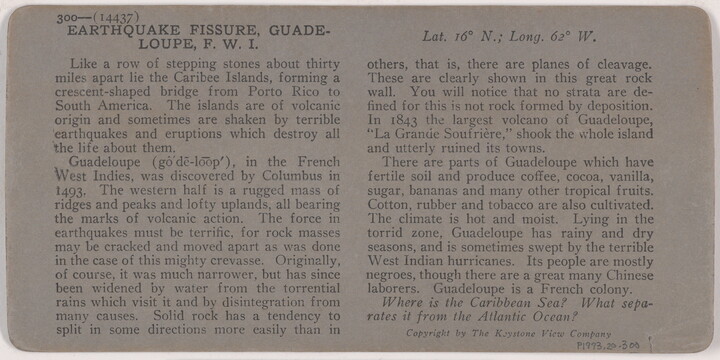 300—(14437)
EARTHQUAKE FISSURE, GUADE-
LOUPE, F. W. I.
Like a row of stepping stones about thirty
miles apart lie the Caribee Islands, forming a
crescent-shaped bridge from Porto Rico to
South America. The islands are of volcanic
origin and sometimes are shaken by terrible
earthquakes and eruptions which destroy all
the life about them.
Guadeloupe (gô′dē-lo͞op′), in the French
West Indies, was discovered by Columbus in
1493. The western half is a rugged mass of
ridges and peaks and lofty uplands, all bearing
the marks of volcanic action. The force in
earthquakes must be terrific, for rock masses
may be cracked and moved apart as was done
in the case of this mighty crevasse. Originally,
of course, it was much narrower, but has since
been widened by water from the torrential
rains which visit it and by disintegration from
many causes. Solid rock has a tendency to
split in some directions more easily than in
Lat. 16° N.; Long. 62° W.
others, that is, there are planes of cleavage.
These are clearly shown in this great rock
wall. You will notice that no strata are de-
fined for this is not rock formed by deposition.
In 1843 the largest volcano of Guadeloupe,
"La Grande Soufrière," shook the whole island
and utterly ruined its towns.
There are parts of Guadeloupe which have
fertile soil and produce coffee, cocoa, vanilla,
sugar, bananas and many other tropical fruits.
Cotton, rubber and tobacco are also cultivated.
The climate is hot and moist. Lying in the
torrid zone, Guadeloupe has rainy and dry
seasons, and is sometimes swept by the terrible
West Indian hurricanes. Its people are mostly
negroes, though there are a great many Chinese
laborers. Guadeloupe is a French colony.
Where is the Caribbean Sea? What sepa-
rates it from the Atlantic Ocean?
Copyright by The Keystone View Company
P1973.20.300